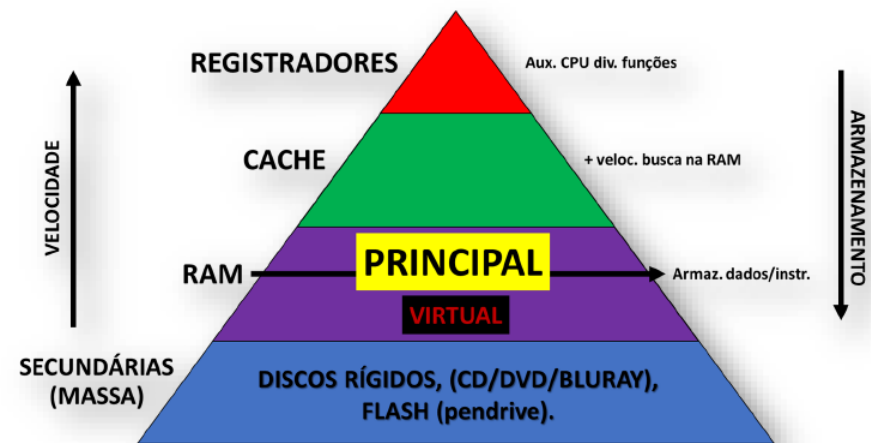 REGISTRADORES
Aux. CPU div. funções
VELOCIDADE
ARMAZENAMENTO
CACHE
+ veloc. busca na RAM
RAM
PRINCIPAL
Armaz. dados/instr.
VIRTUAL
SECUNDÁRIAS
(MASSA)
DISCOS RÍGIDOS, (CD/DVD/BLURAY),
FLASH (pendrive).